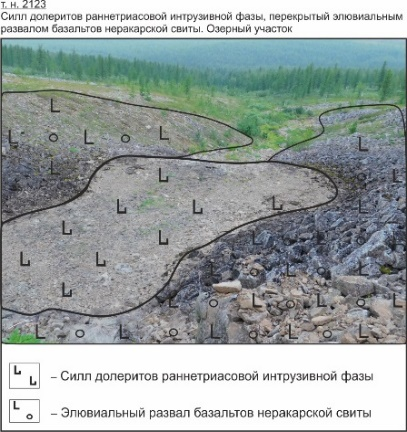 т. н. 2123
Силл долеритов раннетриасовой интрузивной фазы, перекрытый элювиальным
развалом базальтов неракарской свиты. Озерный участок
– Силл долеритов раннетриасовой интрузивной фазы
– Элювиальный развал базальтов неракарской свиты